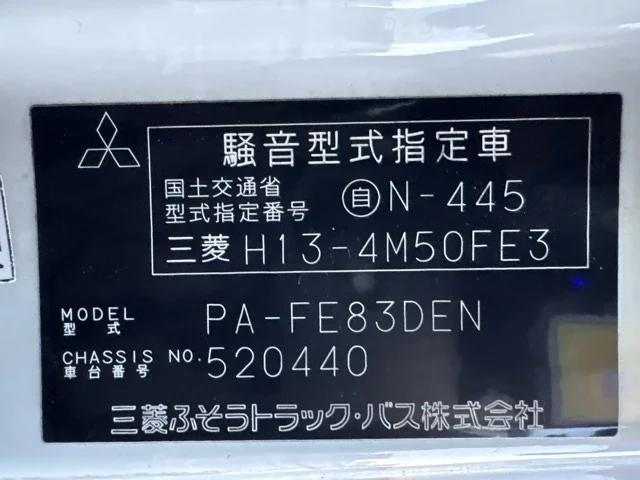 騒音型式指定車
国土交通省
型式指定番号 自N-445
三菱 H13-4M50FE3
MODEL
型式 PA-FE83DEN
CHASSIS NO.
車台番号 520440
三菱ふそうトラック・バス株式会社